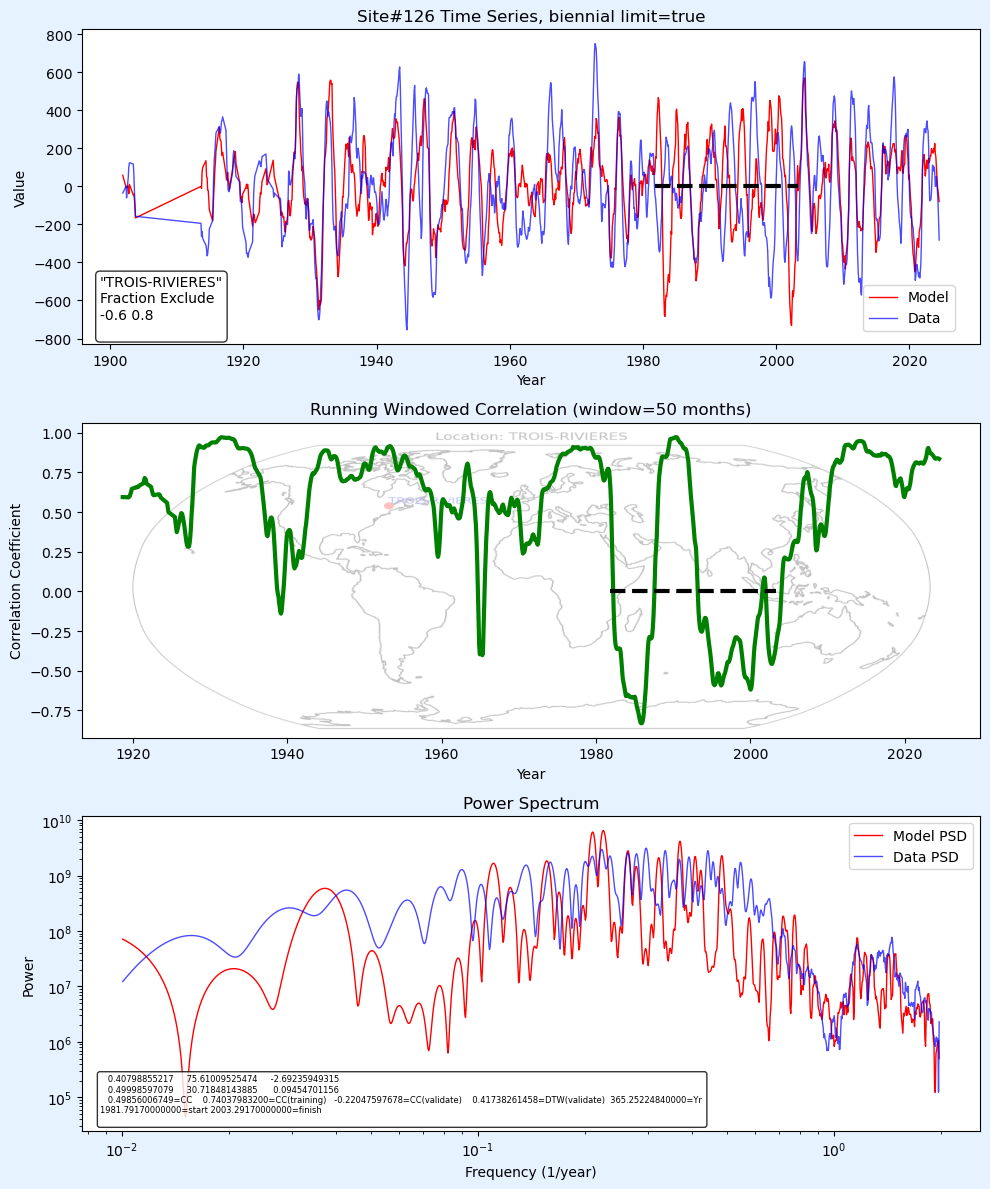 Site#126 Time Series, biennial limit=true
800
600
400
200
0
−200
−400
−600
−800
Value
"TROIS-RIVIERES"
Fraction Exclude
-0.6 0.8
Model
Data
1900
1920
1940
1960
1980
2000
2020
Year
Running Windowed Correlation (window=50 months)
Location: TROIS-RIVIERES
TROIS-RIVIERES
1.00
0.75
0.50
0.25
0.00
−0.25
−0.50
−0.75
Correlation Coefficient
1920
1940
1960
1980
2000
2020
Year
Power Spectrum
Model PSD
Data PSD
10^10
10^9
10^8
10^7
10^6
10^5
Power
0.40798855217 75.61009525474 -2.69235949315
0.49998597079 30.71848143885 0.09454701156
0.49856006749=CC 0.74037983200=CC(training) -0.22047597678=CC(validate) 0.41738261458=DTW(validate) 365.25224840000=Yr
1981.79170000000=start 2003.29170000000=finish
10^−2
10^−1
10^0
Frequency (1/year)